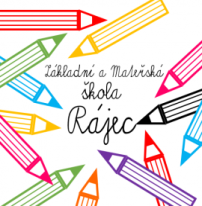 Základní a Mateřská
škola
Rájec